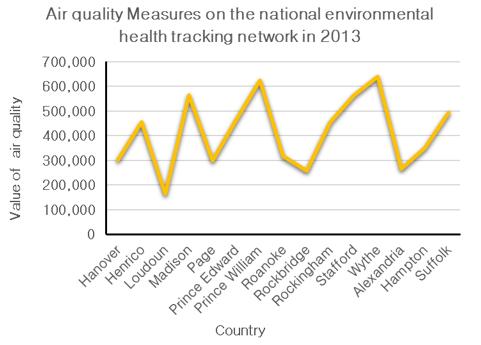 Air quality Measures on the national environmental
health tracking network in 2013
Value of air quality
700,000
600,000
500,000
400,000
300,000
200,000
100,000
0
Hanover
Henrico
Loudoun
Madison
Page
Prince Edward
Prince William
Roanoke
Rockbridge
Rockingham
Stafford
Wythe
Alexandria
Hampton
Suffolk
Country